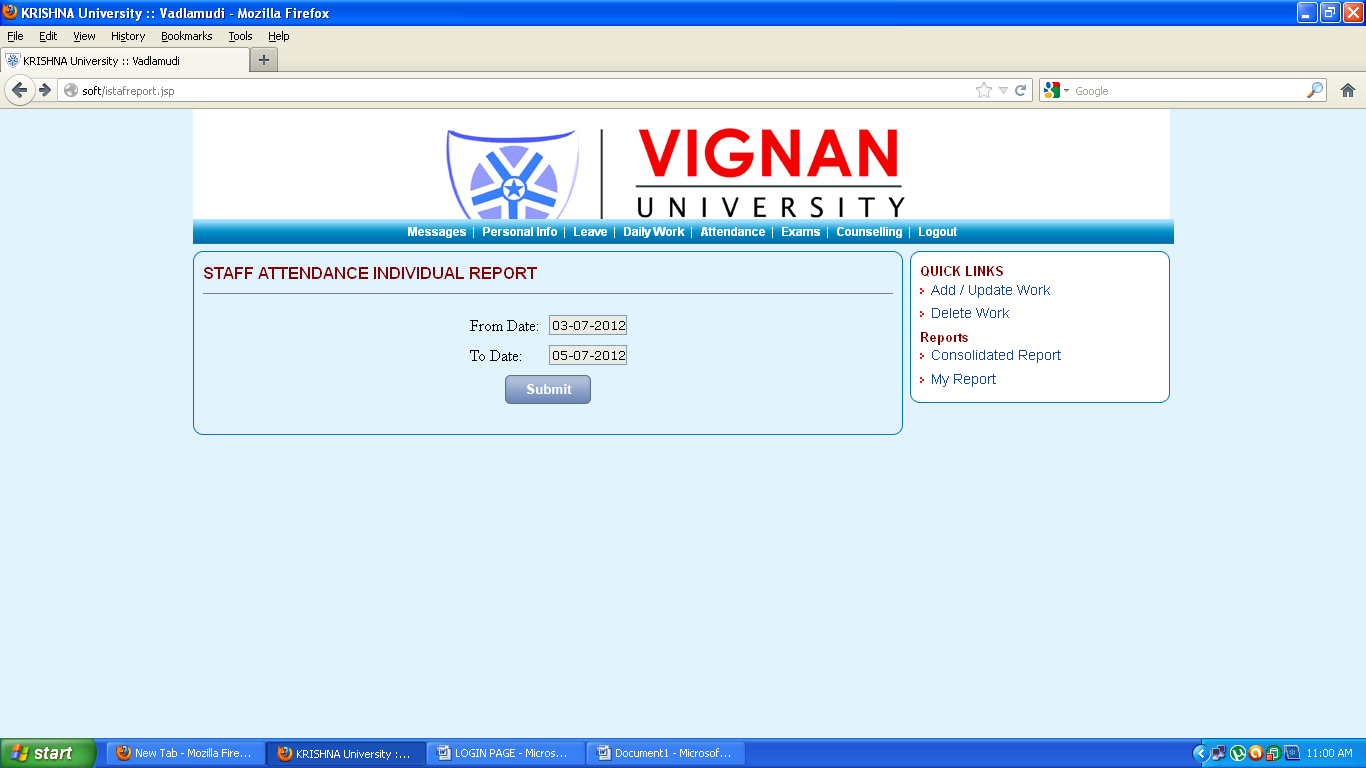 KRISHNA University :: Vadlamudi - Mozilla Firefox
File Edit View History Bookmarks Tools Help
KRISHNA University :: Vadlamudi
soft/istafreport.jsp
Google
VIGNAN
UNIVERSITY
Messages | Personal Info | Leave | Daily Work | Attendance | Exams | Counselling | Logout
STAFF ATTENDANCE INDIVIDUAL REPORT
From Date: 03-07-2012
To Date: 05-07-2012
Submit
QUICK LINKS
Add / Update Work
Delete Work
Reports
Consolidated Report
My Report
start New Tab - Mozilla Fire... KRISHNA University :... LOGIN PAGE - Micros... Document1 - Microsof... 11:00 AM